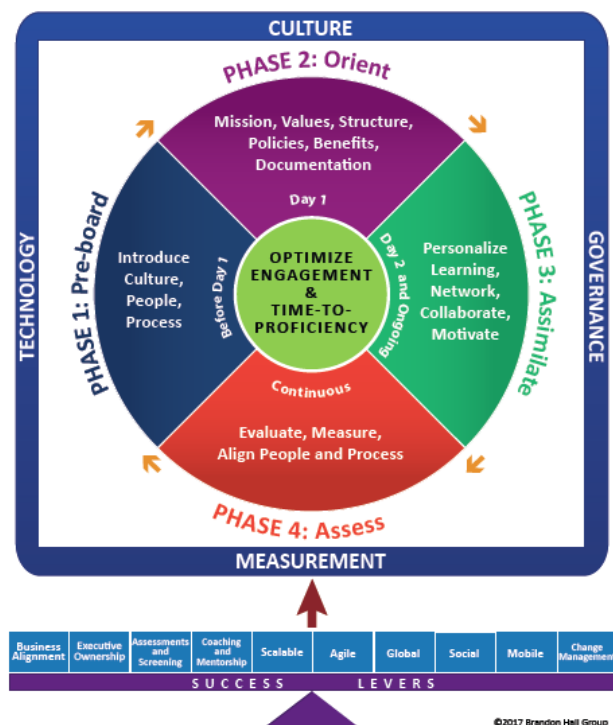 CULTURE
PHASE 2: Orient
Mission, Values, Structure,
Policies, Benefits,
Documentation
Day 1
TECHNOLOGY
PHASE 1: Pre-board
Introduce
Culture,
People,
Process
Before Day 1
OPTIMIZE
ENGAGEMENT
&
TIME-TO-
PROFICIENCY
Day 2 and Ongoing
Personalize
Learning,
Network,
Collaborate,
Motivate
PHASE 3: Assimilate
GOVERNANCE
Continuous
Evaluate, Measure,
Align People and Process
PHASE 4: Assess
MEASUREMENT
Business
Alignment
Executive
Ownership
Assessments
and
Screening
Coaching
and
Mentorship
Scalable
Agile
Global
Social
Mobile
Change
Management
SUCCESS LEVERS
©2017 Brandon Hall Group